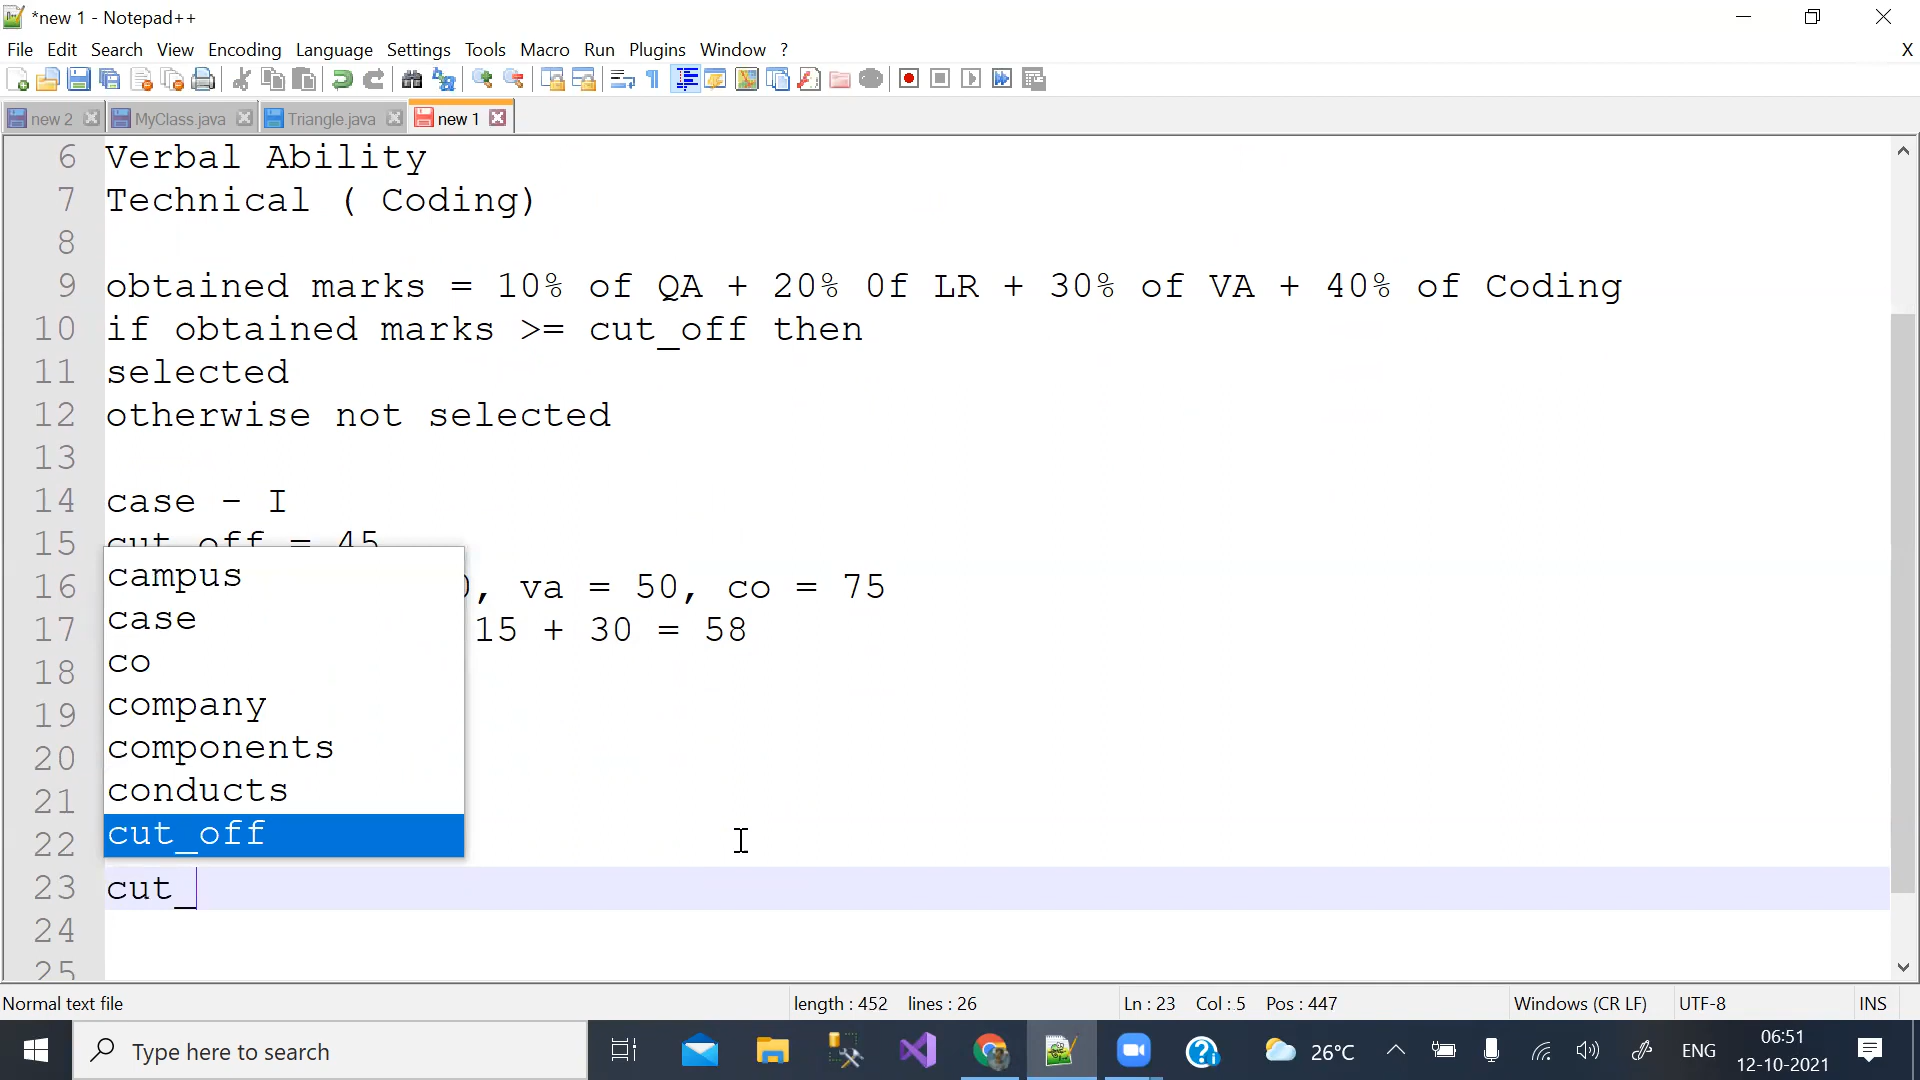 *new 1 - Notepad++
File Edit Search View Encoding Language Settings Tools Macro Run Plugins Window ? X
new 2 MyClass.java Triangle.java new 1
6 Verbal Ability
7 Technical ( Coding)
8
9 obtained marks = 10% of QA + 20% 0f LR + 30% of VA + 40% of Coding
10 if obtained marks >= cut_off then
11 selected
12 otherwise not selected
13
14 case - I
15 cut_off = 45
16 , va = 50, co = 75
17 15 + 30 = 58
18
19
20
21
22
campus
case
co
company
components
conducts
cut_off
23 cut_
24
25
Normal text file length : 452 lines : 26 Ln : 23 Col : 5 Pos : 447 Windows (CR LF) UTF-8 INS
Type here to search 26°C ENG 06:51
12-10-2021